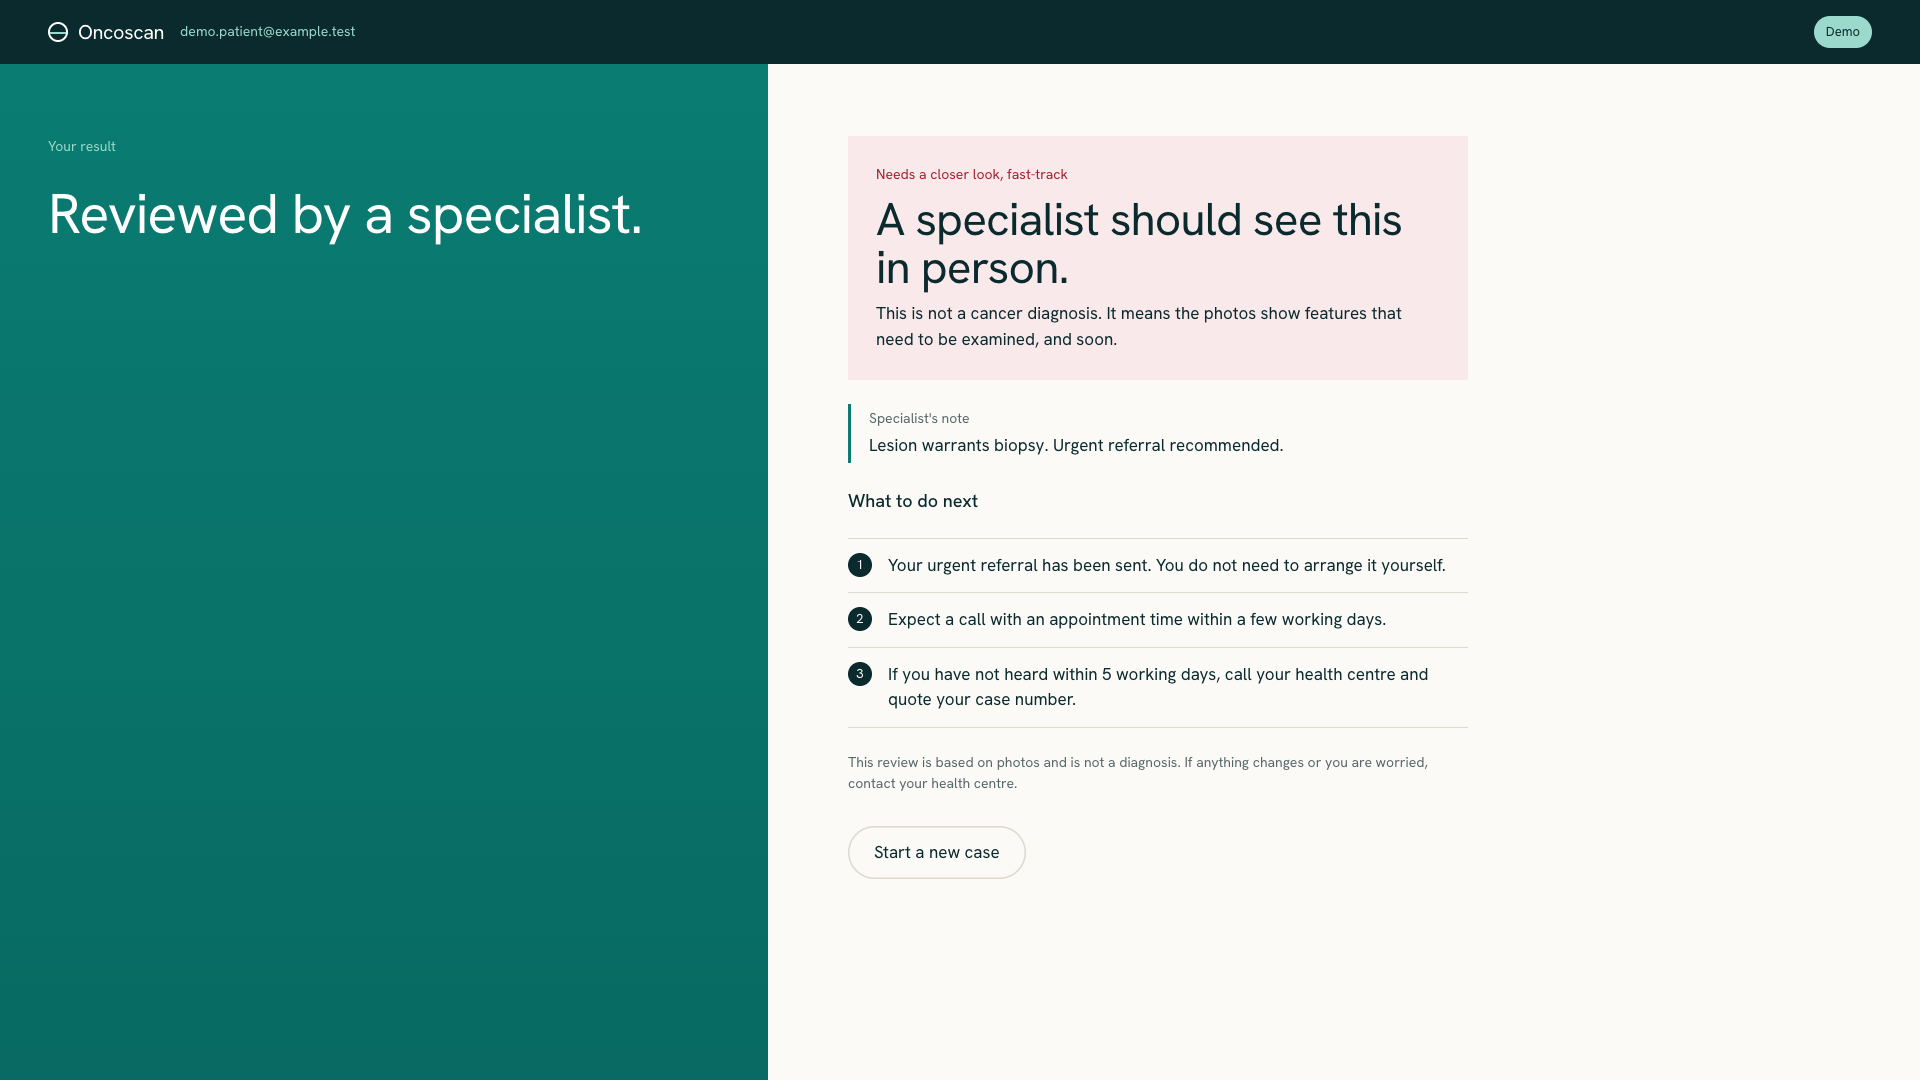 Oncoscan
demo.patient@example.test
Demo
Your result
Reviewed by a specialist.
Needs a closer look, fast-track
A specialist should see this
in person.
This is not a cancer diagnosis. It means the photos show features that
need to be examined, and soon.
Specialist's note
Lesion warrants biopsy. Urgent referral recommended.
What to do next
1 Your urgent referral has been sent. You do not need to arrange it yourself.
2 Expect a call with an appointment time within a few working days.
3 If you have not heard within 5 working days, call your health centre and
quote your case number.
This review is based on photos and is not a diagnosis. If anything changes or you are worried,
contact your health centre.
Start a new case